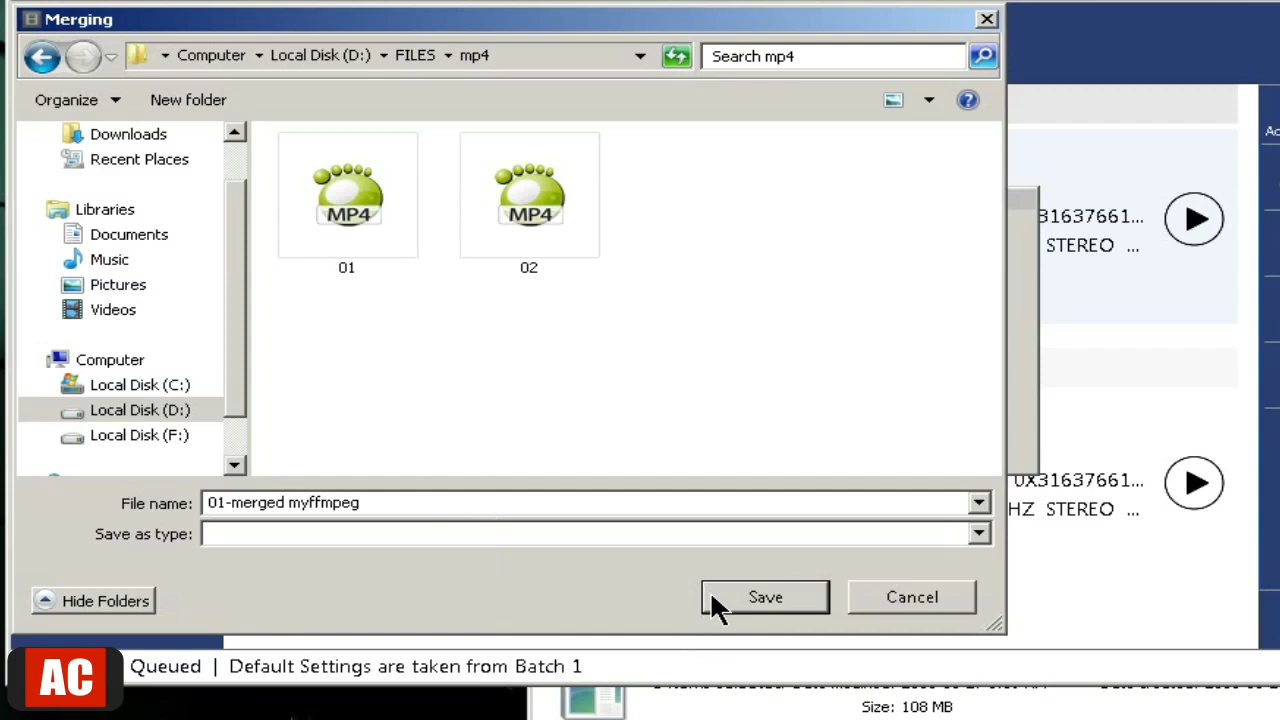 Merging
Computer Local Disk (D:) FILES mp4
Search mp4
Organize New folder
Downloads
Recent Places
Libraries
Documents
Music
Pictures
Videos
Computer
Local Disk (C:)
Local Disk (D:)
Local Disk (F:)
MP4
01
MP4
02
File name: 01-merged myffmpeg
Save as type:
Hide Folders
Save
Cancel
31637661...
STEREO ...
0X31637661...
HZ STEREO ...
AC
Queued | Default Settings are taken from Batch 1
Size: 108 MB